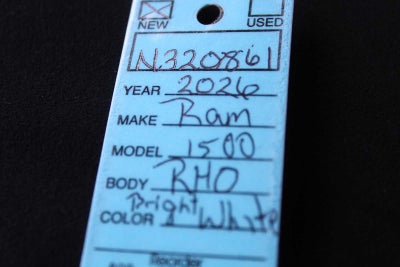 NEW USED
N320861
YEAR 2026
MAKE Ram
MODEL 1500
BODY RHO
COLOR Bright White